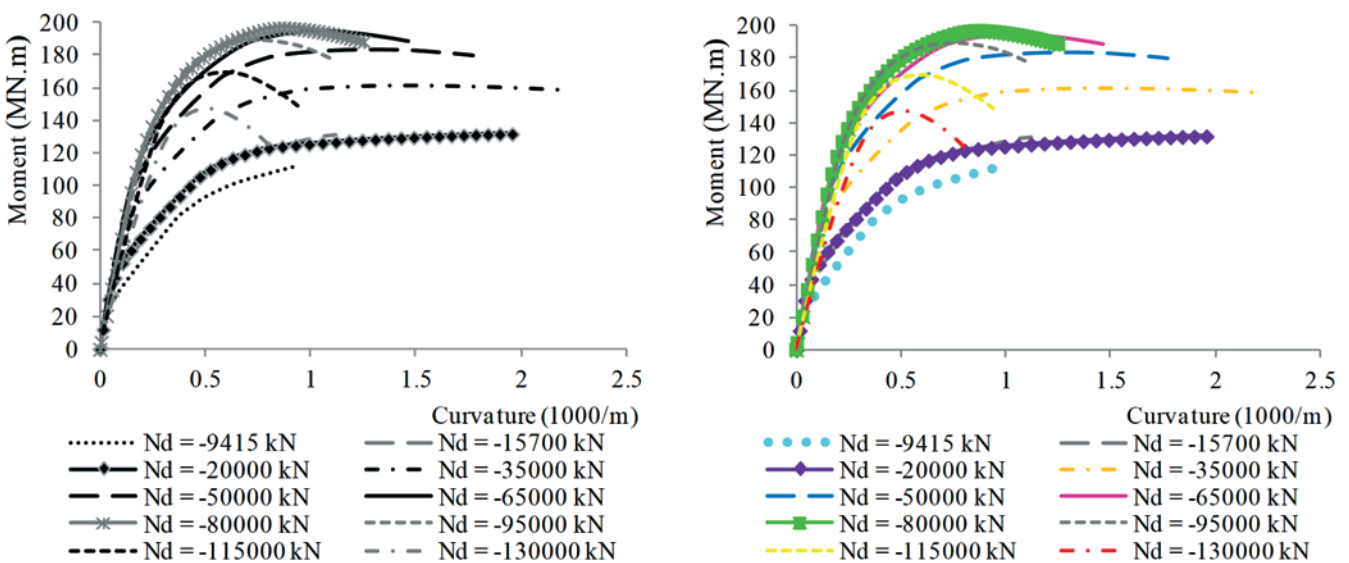 Moment (MN.m)
200
180
160
140
120
100
80
60
40
20
0
0 0.5 1 1.5 2 2.5
Curvature (1000/m)
Nd = -9415 kN Nd = -15700 kN
Nd = -20000 kN Nd = -35000 kN
Nd = -50000 kN Nd = -65000 kN
Nd = -80000 kN Nd = -95000 kN
Nd = -115000 kN Nd = -130000 kN
Moment (MN.m)
200
180
160
140
120
100
80
60
40
20
0
0 0.5 1 1.5 2 2.5
Curvature (1000/m)
Nd = -9415 kN Nd = -15700 kN
Nd = -20000 kN Nd = -35000 kN
Nd = -50000 kN Nd = -65000 kN
Nd = -80000 kN Nd = -95000 kN
Nd = -115000 kN Nd = -130000 kN